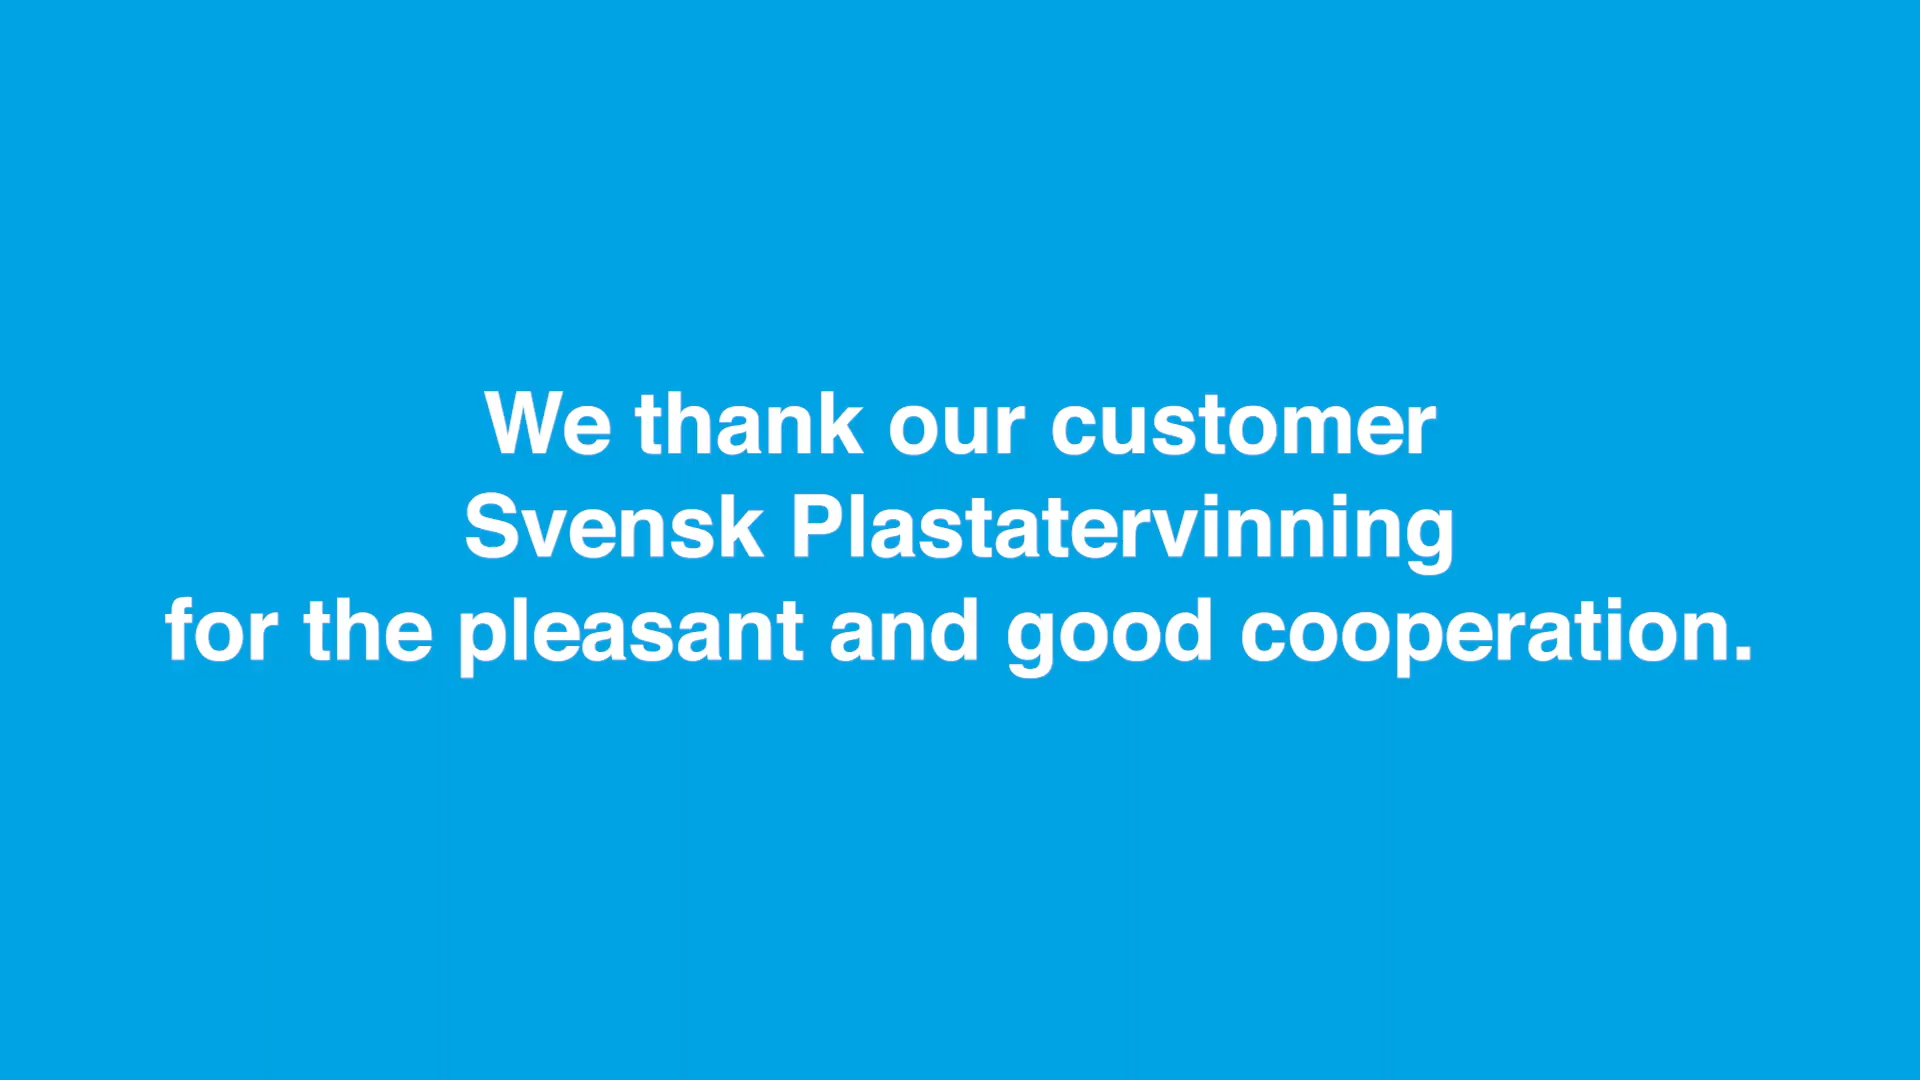 We thank our customer
Svensk Plastatervinning
for the pleasant and good cooperation.